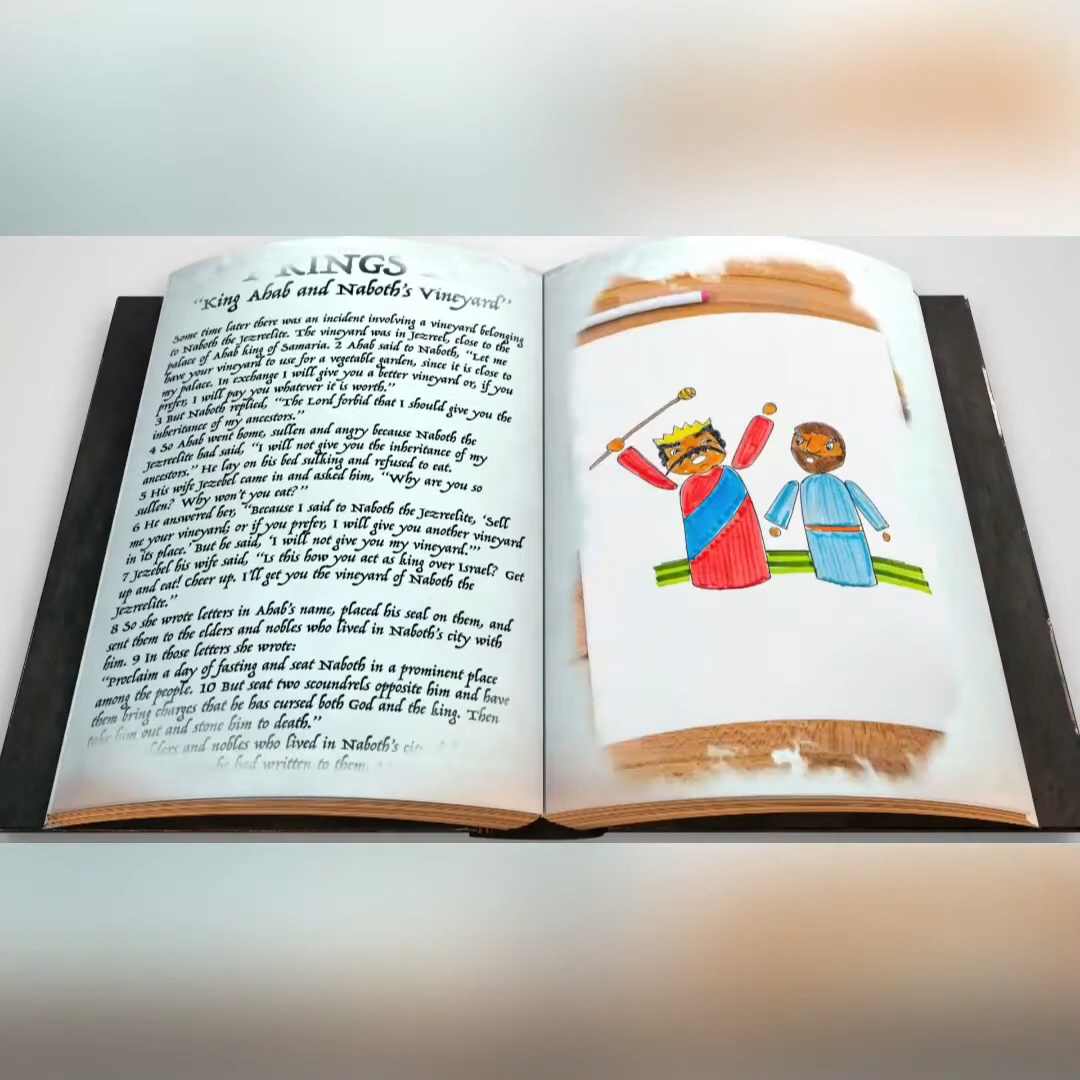 KINGS
“King Ahab and Naboth’s Vineyard”
Some time later there was an incident involving a vineyard belonging
to Naboth the Jezreelite. The vineyard was in Jezreel, close to the
palace of Ahab king of Samaria. 2 Ahab said to Naboth, “Let me
have your vineyard to use for a vegetable garden, since it is close to
my palace. In exchange I will give you a better vineyard or, if you
prefer, I will pay you whatever it is worth.”
3 But Naboth replied, “The Lord forbid that I should give you the
inheritance of my ancestors.”
4 So Ahab went home, sullen and angry because Naboth the
Jezreelite had said, “I will not give you the inheritance of my
ancestors.” He lay on his bed sulking and refused to eat.
5 His wife Jezebel came in and asked him, “Why are you so
sullen? Why won’t you eat?”
6 He answered her, “Because I said to Naboth the Jezreelite, ‘Sell
me your vineyard; or if you prefer, I will give you another vineyard
in its place.’ But he said, ‘I will not give you my vineyard.’”
7 Jezebel his wife said, “Is this how you act as king over Israel? Get
up and eat! Cheer up. I’ll get you the vineyard of Naboth the
Jezreelite.”
8 So she wrote letters in Ahab’s name, placed his seal on them, and
sent them to the elders and nobles who lived in Naboth’s city with
him. 9 In those letters she wrote:
“Proclaim a day of fasting and seat Naboth in a prominent place
among the people. 10 But seat two scoundrels opposite him and have
them bring charges that he has cursed both God and the king. Then
take him out and stone him to death.”
and nobles who lived in Naboth’s
he had written to them